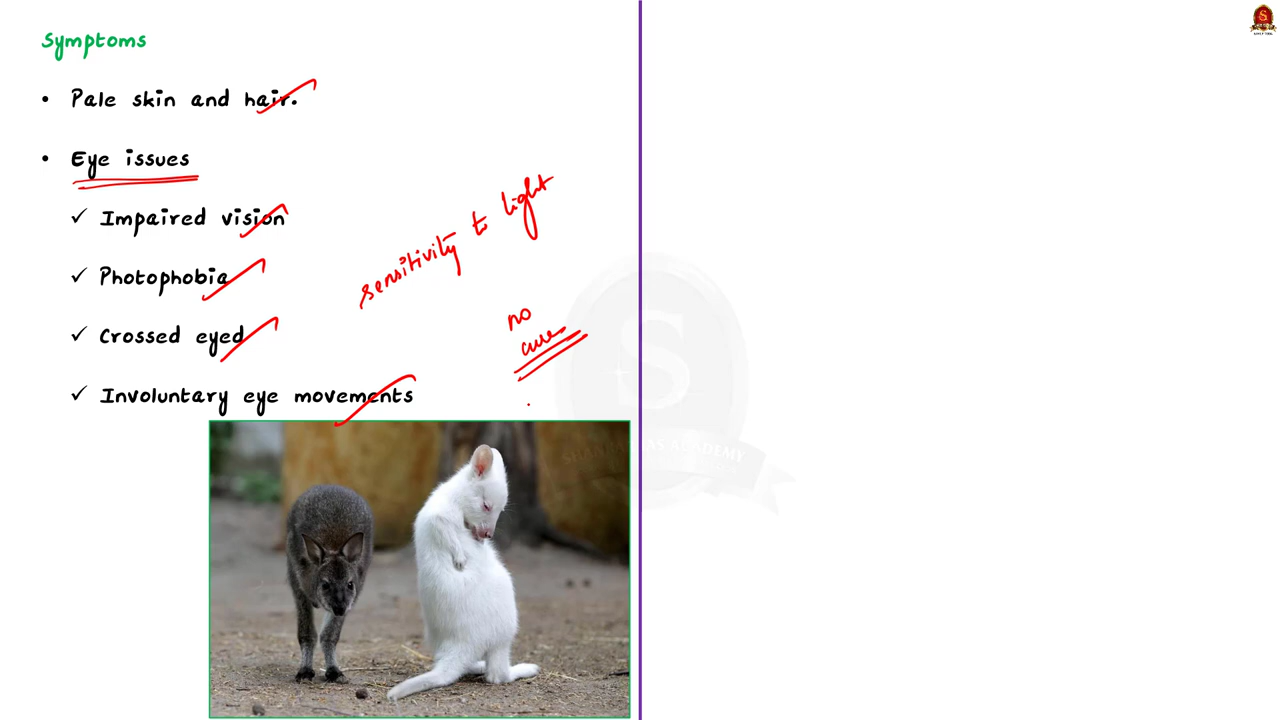 Symptoms
• Pale skin and hair.
• Eye issues
✓ Impaired vision
✓ Photophobia
✓ Crossed eyed
✓ Involuntary eye movements
sensitivity to light
no
cure
S